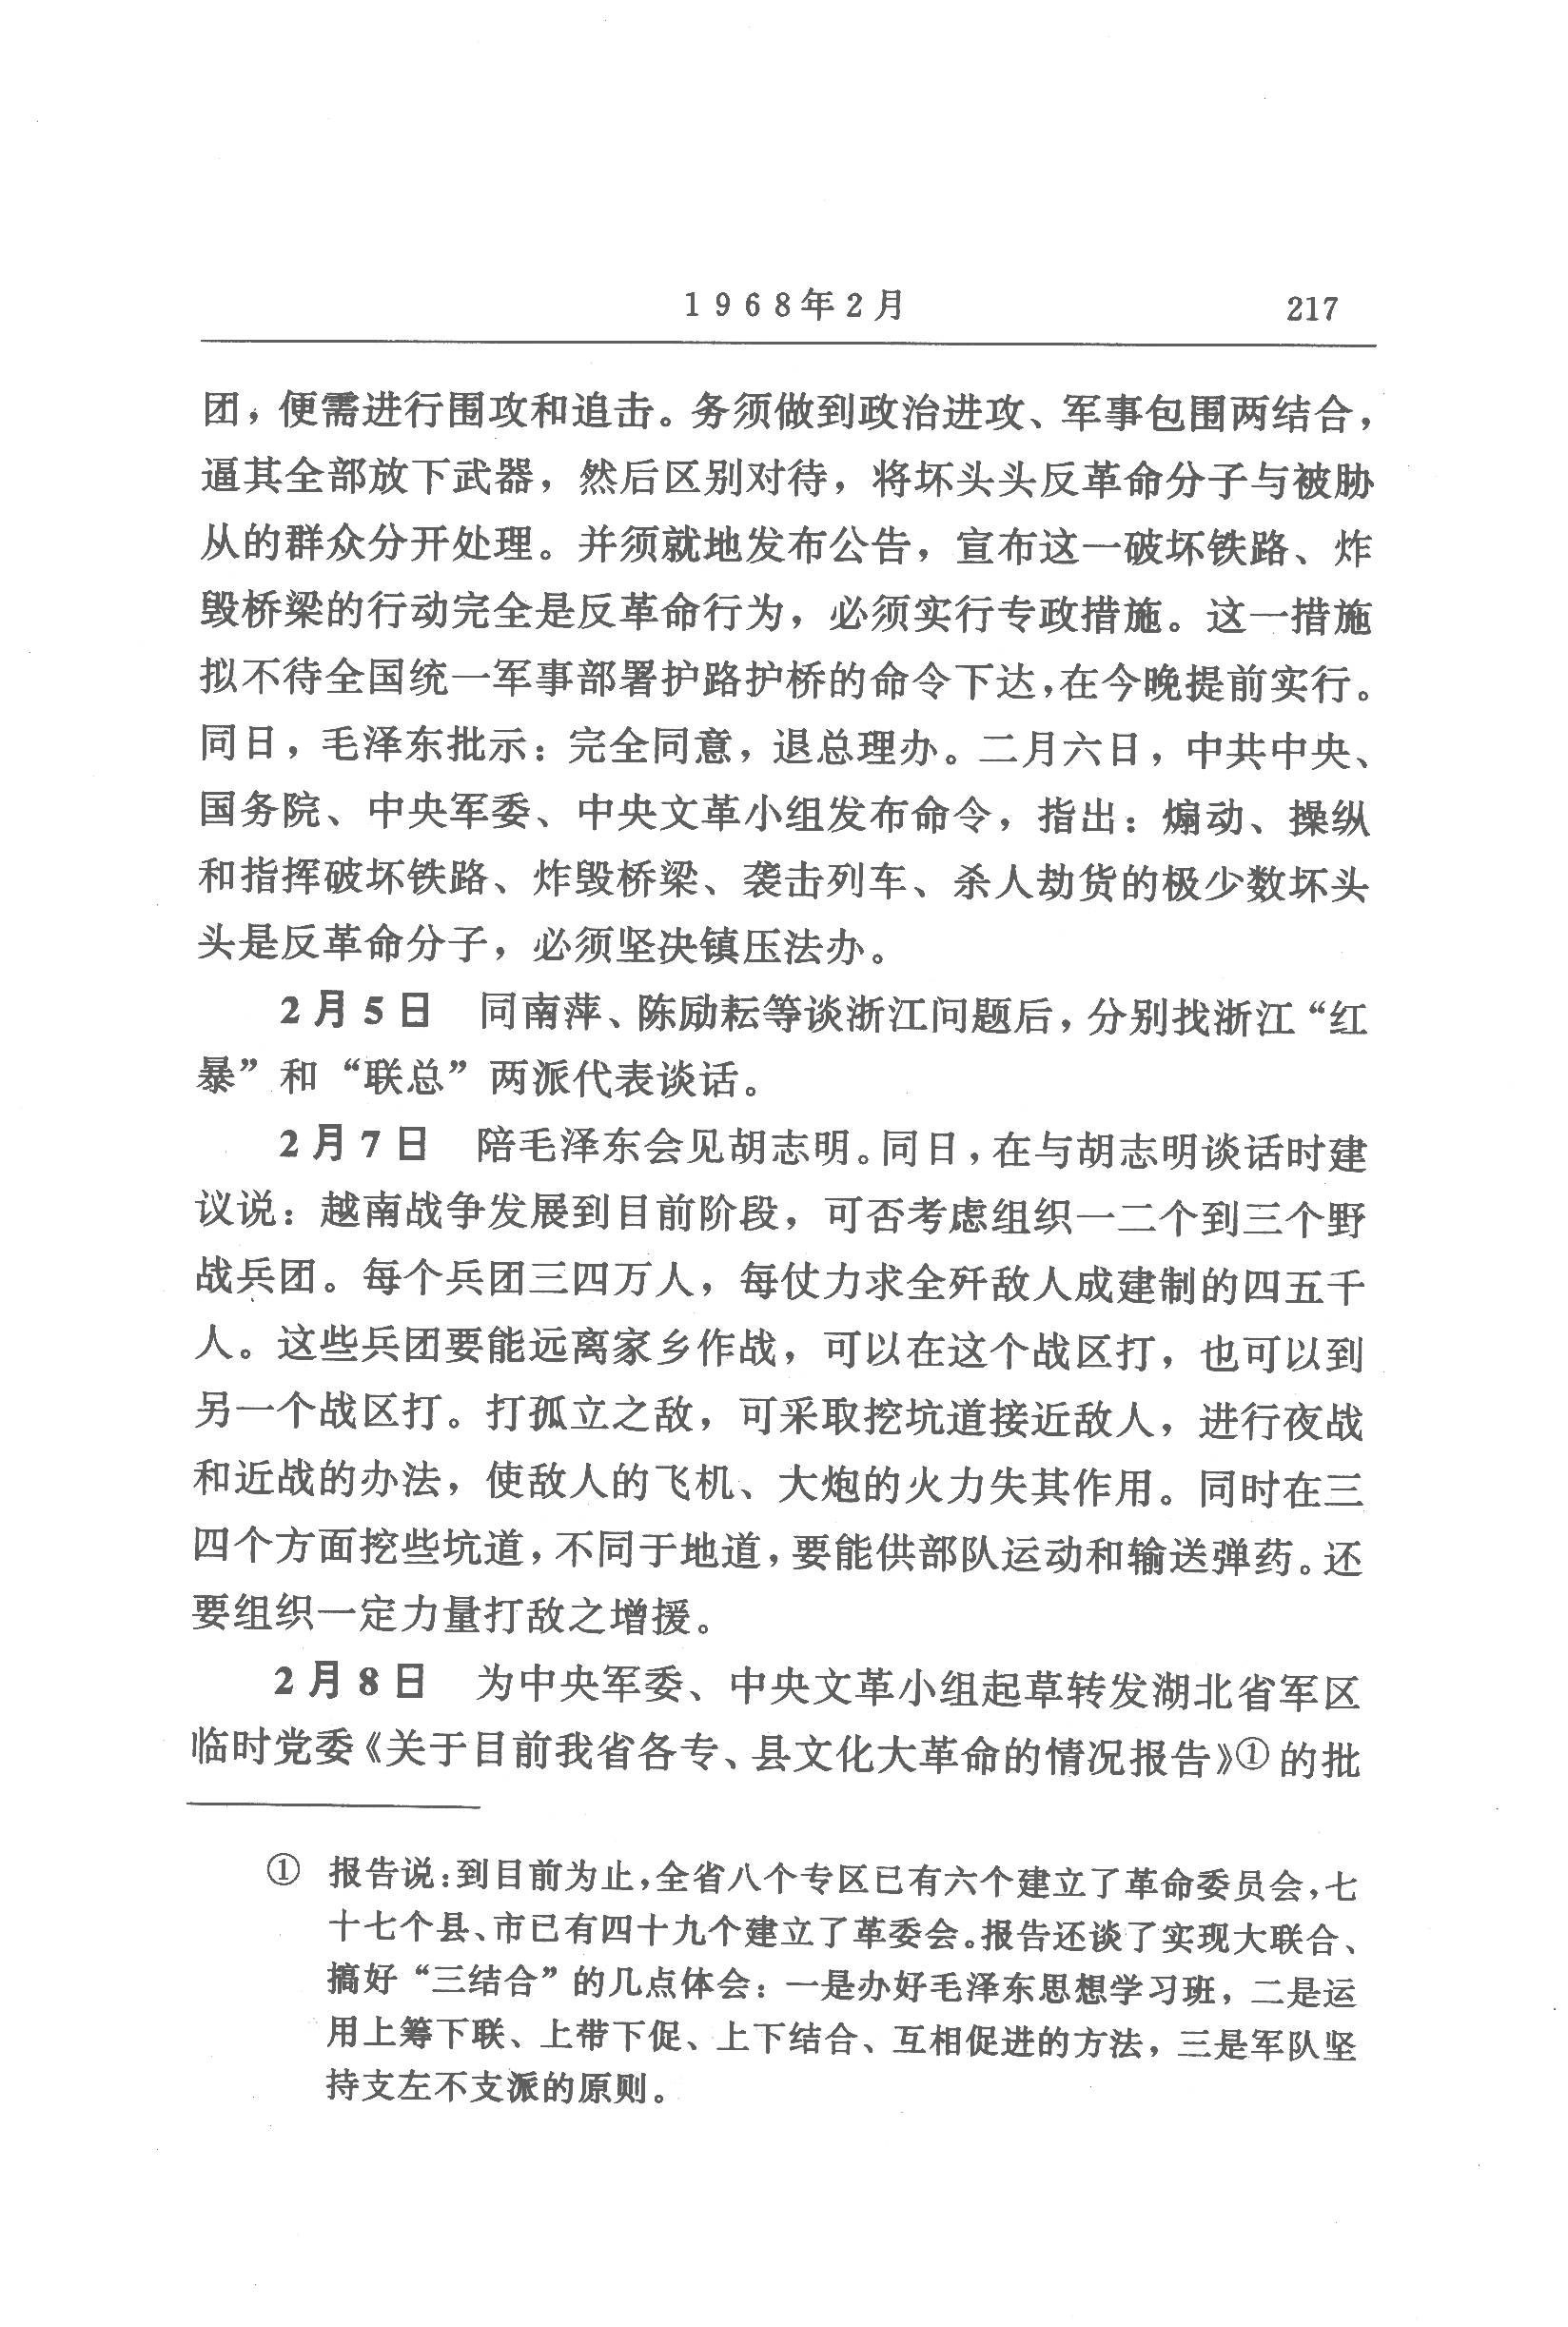 1968年2月 217
团，便需进行围攻和追击。务须做到政治进攻、军事包围两结合，
逼其全部放下武器，然后区别对待，将坏头头反革命分子与被胁
从的群众分开处理。并须就地发布公告，宣布这一破坏铁路、炸
毁桥梁的行动完全是反革命行为，必须实行专政措施。这一措施
拟不待全国统一军事部署护路护桥的命令下达，在今晚提前实行。
同日，毛泽东批示：完全同意，退总理办。二月六日，中共中央、
国务院、中央军委、中央文革小组发布命令，指出：煽动、操纵
和指挥破坏铁路、炸毁桥梁、袭击列车、杀人劫货的极少数坏头
头是反革命分子，必须坚决镇压法办。
2月5日 同南萍、陈励耘等谈浙江问题后，分别找浙江“红
暴”和“联总”两派代表谈话。
2月7日 陪毛泽东会见胡志明。同日，在与胡志明谈话时建
议说：越南战争发展到目前阶段，可否考虑组织一二个到三个野
战兵团。每个兵团三四万人，每仗力求全歼敌人成建制的四五千
人。这些兵团要能远离家乡作战，可以在这个战区打，也可以到
另一个战区打。打孤立之敌，可采取挖坑道接近敌人，进行夜战
和近战的办法，使敌人的飞机、大炮的火力失其作用。同时在三
四个方面挖些坑道，不同于地道，要能供部队运动和输送弹药。还
要组织一定力量打敌之增援。
2月8日 为中央军委、中央文革小组起草转发湖北省军区
临时党委《关于目前我省各专、县文化大革命的情况报告》①的批
① 报告说：到目前为止，全省八个专区已有六个建立了革命委员会，七
十七个县、市已有四十九个建立了革委会。报告还谈了实现大联合、
搞好“三结合”的几点体会：一是办好毛泽东思想学习班，二是运
用上筹下联、上带下促、上下结合、互相促进的方法，三是军队坚
持支左不支派的原则。